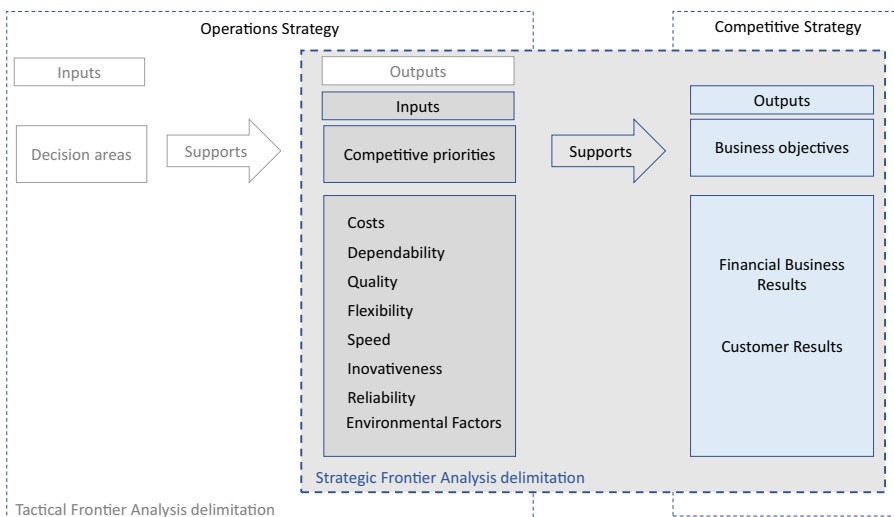 Operations Strategy
Competitive Strategy
Inputs
Outputs
Inputs
Outputs
Decision areas
Supports
Competitive priorities
Supports
Business objectives
Costs
Dependability
Quality
Flexibility
Speed
Inovativeness
Reliability
Environmental Factors
Financial Business
Results
Customer Results
Strategic Frontier Analysis delimitation
Tactical Frontier Analysis delimitation